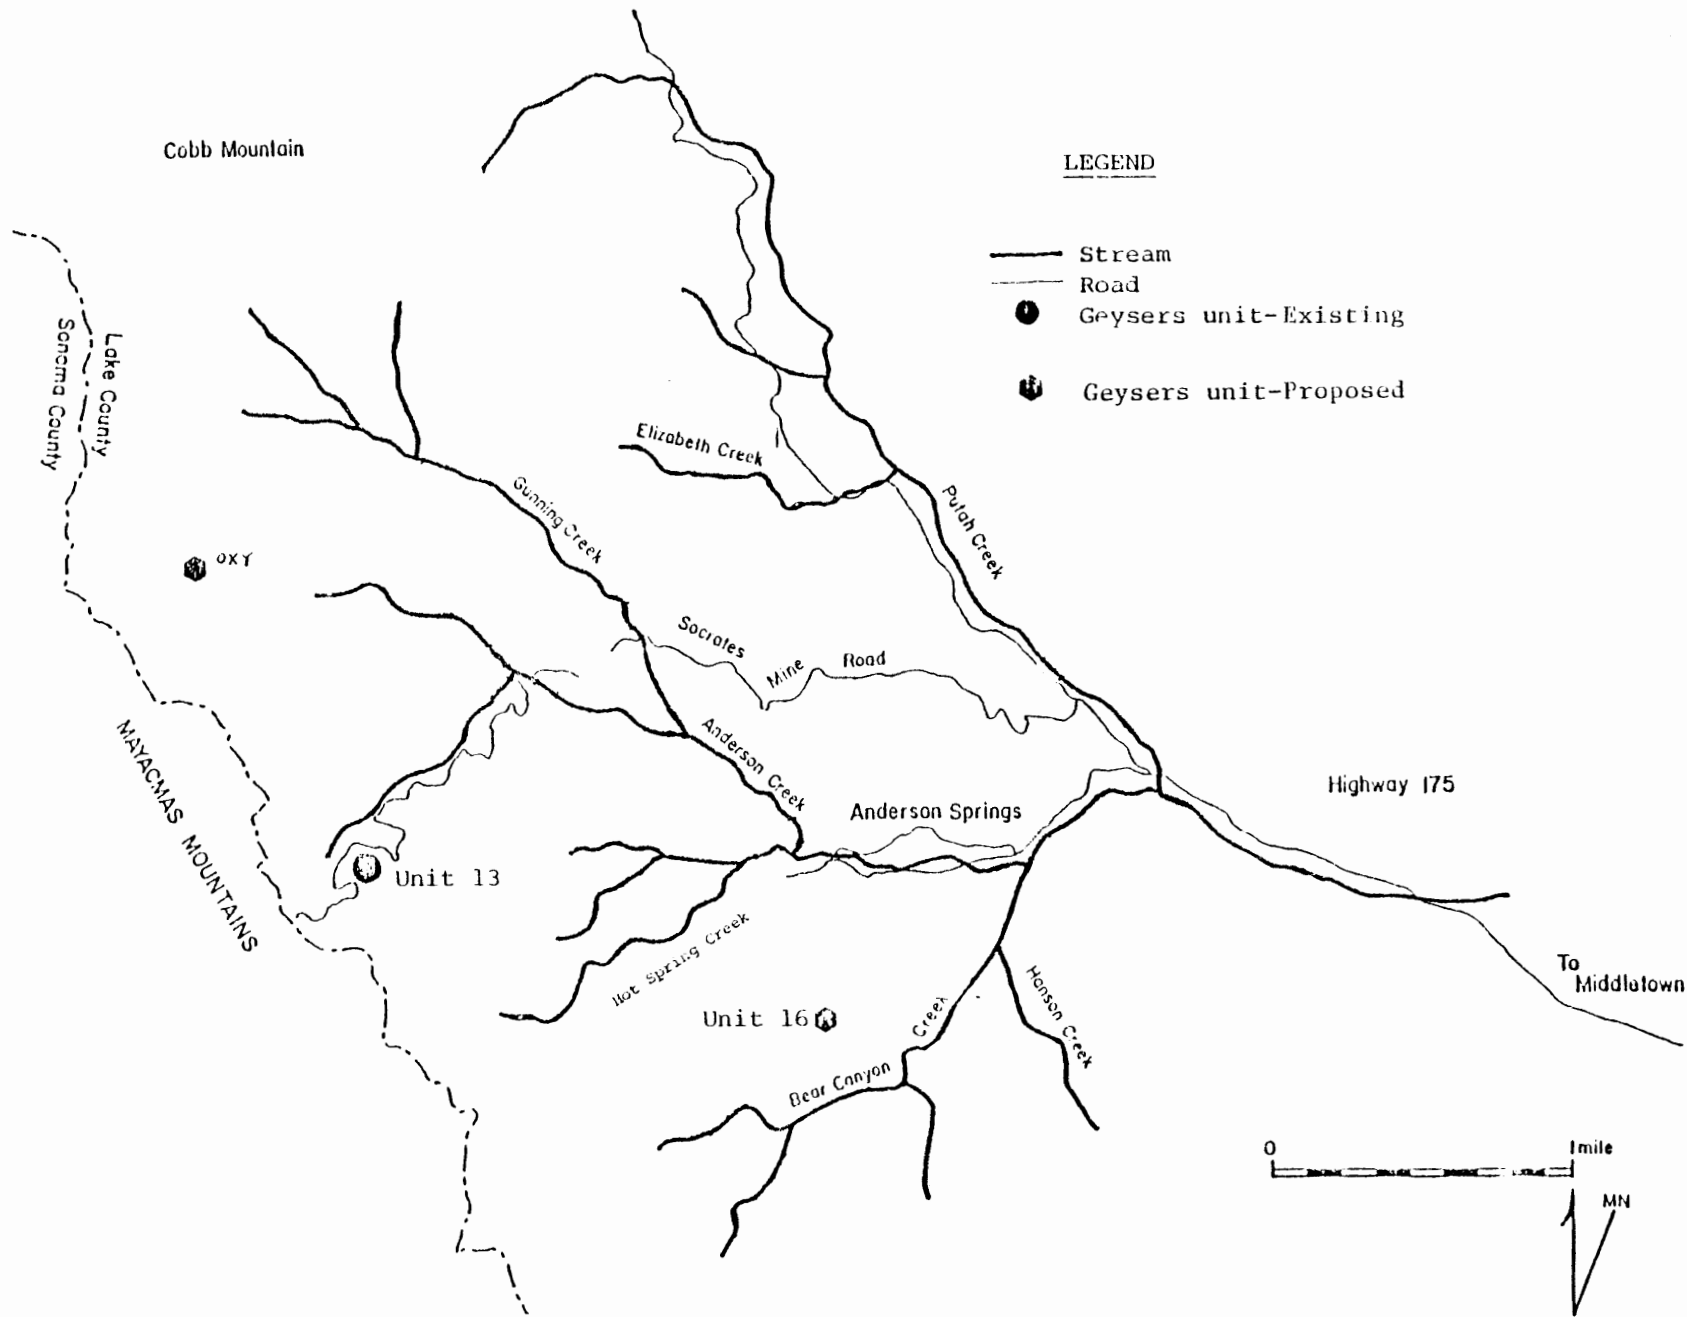 Cobb Mountain
LEGEND
Stream
Road
Geysers unit-Existing
Geysers unit-Proposed
Lake County
Sonoma County
Elizabeth Creek
Gunning Creek
Putah Creek
OXY
Socrates
Mine
Road
Anderson Creek
MAYACMAS MOUNTAINS
Highway 175
Anderson Springs
Unit 13
Hot Spring Creek
To
Middletown
Hanson Creek
Unit 16
Bear Canyon
Creek
0
1 mile
MN